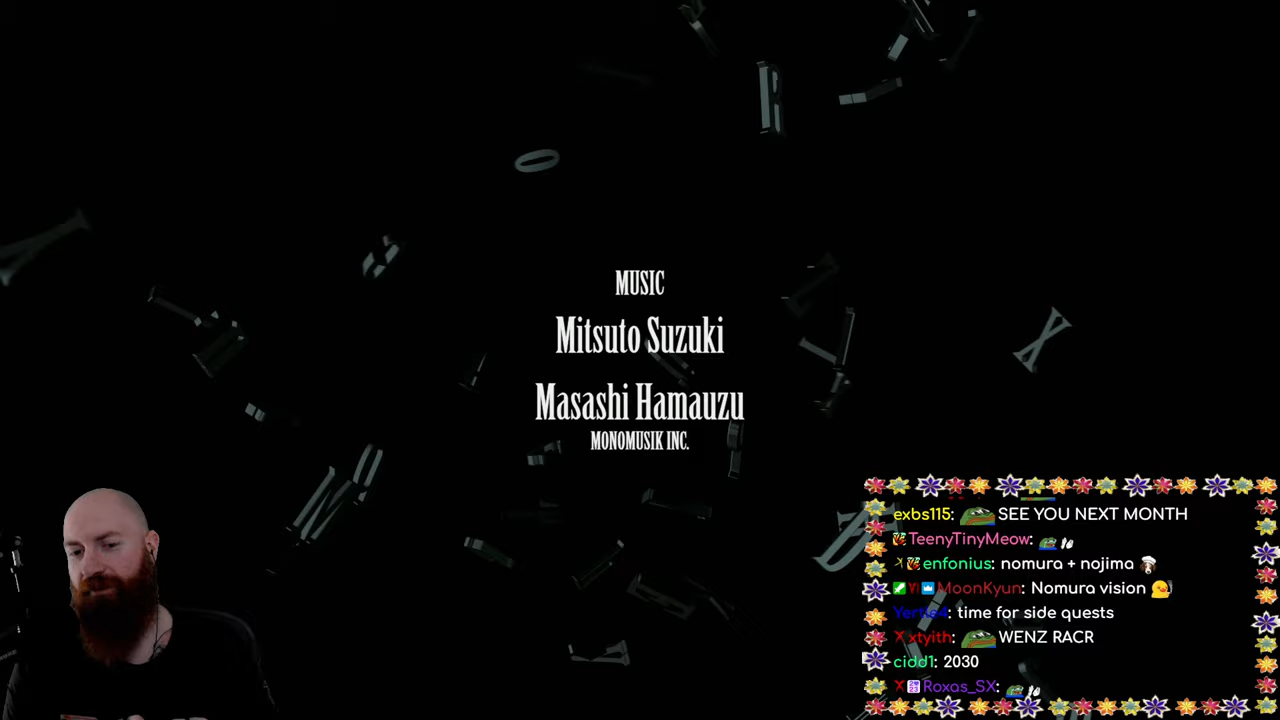 MUSIC
Mitsuto Suzuki
Masashi Hamauzu
MONOMUSIK INC.
exbs115: SEE YOU NEXT MONTH
TeenyTinyMeow:
enfonius: nomura + nojima
MoonKyun: Nomura vision
Yertle4: time for side quests
xtyith: WENZ RACR
cidd1: 2030
Roxas_SX: